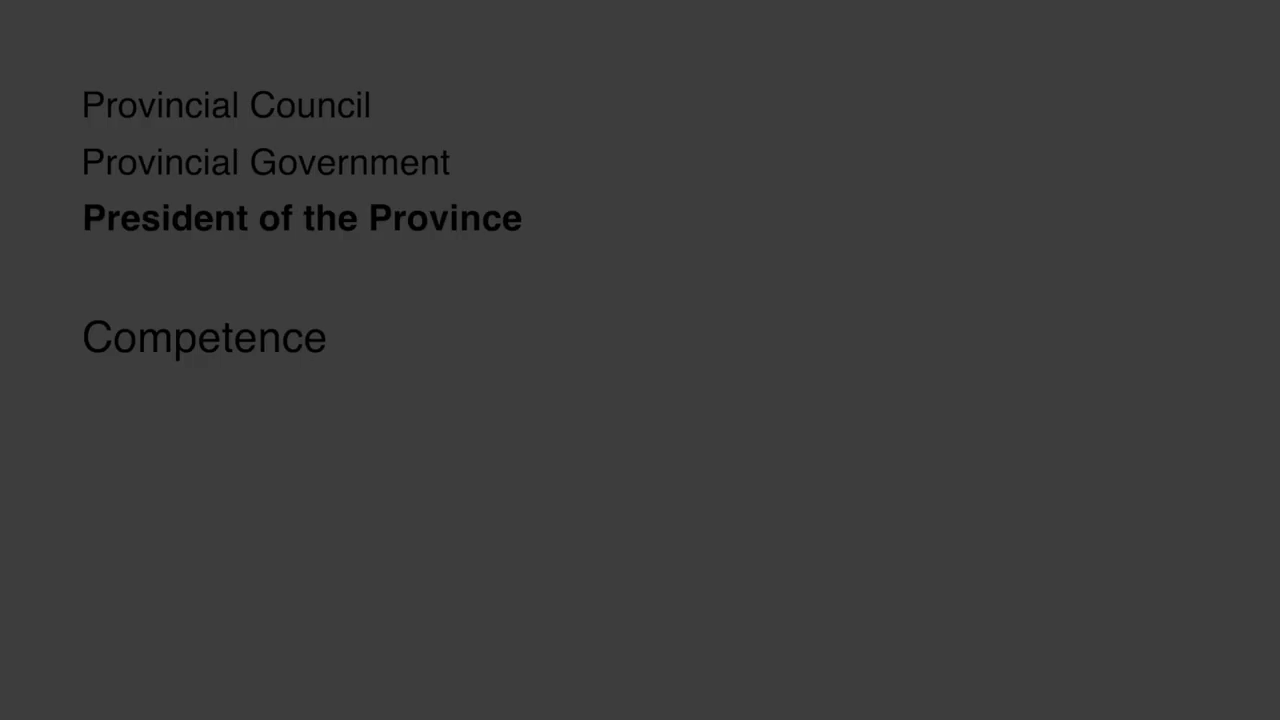 Provincial Council
Provincial Government
President of the Province
Competence